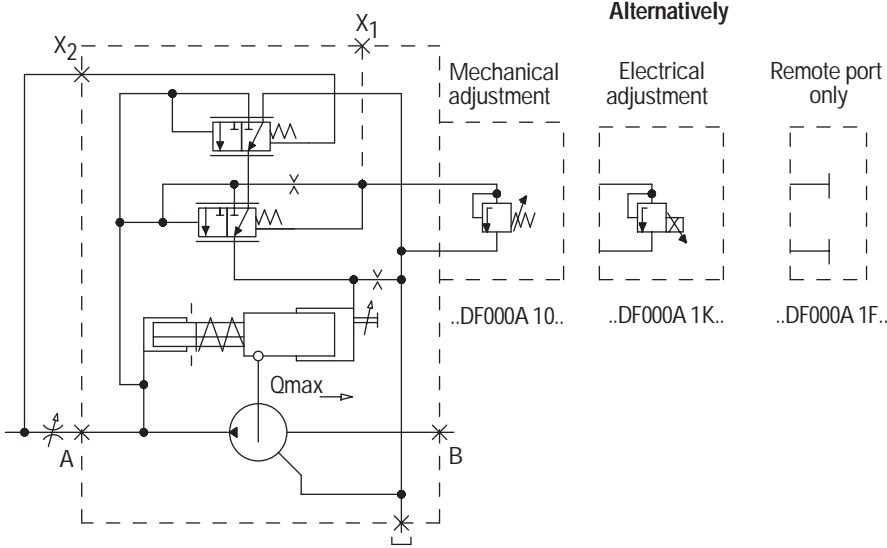 Alternatively
X1
X2
Mechanical
adjustment
Electrical
adjustment
Remote port
only
..DF000A 10..
..DF000A 1K..
..DF000A 1F..
Qmax
A
B